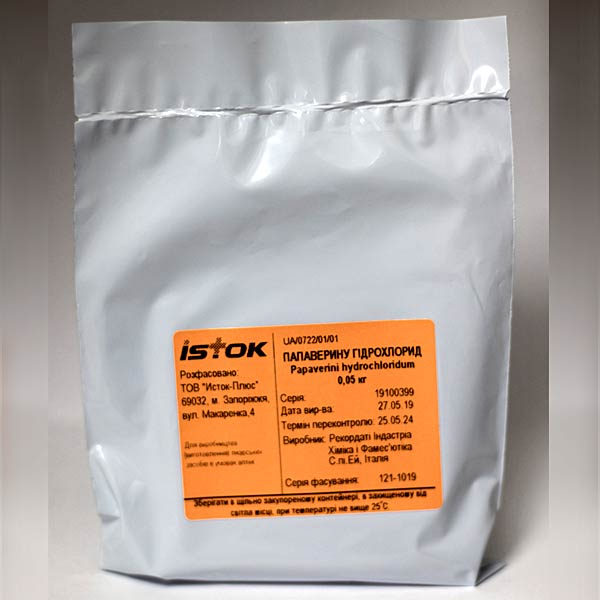 istok
Розфасовано:
ТОВ "Исток-Плюс"
69032, м. Запоріжжя,
вул. Макаренка,4
Для виробництва
(виготовлення) лікарських
засобів в умовах аптек
UA/0722/01/01
ПАПАВЕРИНУ ГІДРОХЛОРИД
Papaverini hydrochloridum
0,05 кг
Серія: 19100399
Дата вир-ва: 27.05.19
Термін переконтролю: 25.05.24
Виробник: Рекордаті Індастріа
Хіміка і Фамес'ютіка
С.пі.Ей, Італія
Серія фасування: 121-1019
Зберігати в щільно закупореному контейнері, в захищеному від
світла місці, при температурі не вище 25°С.